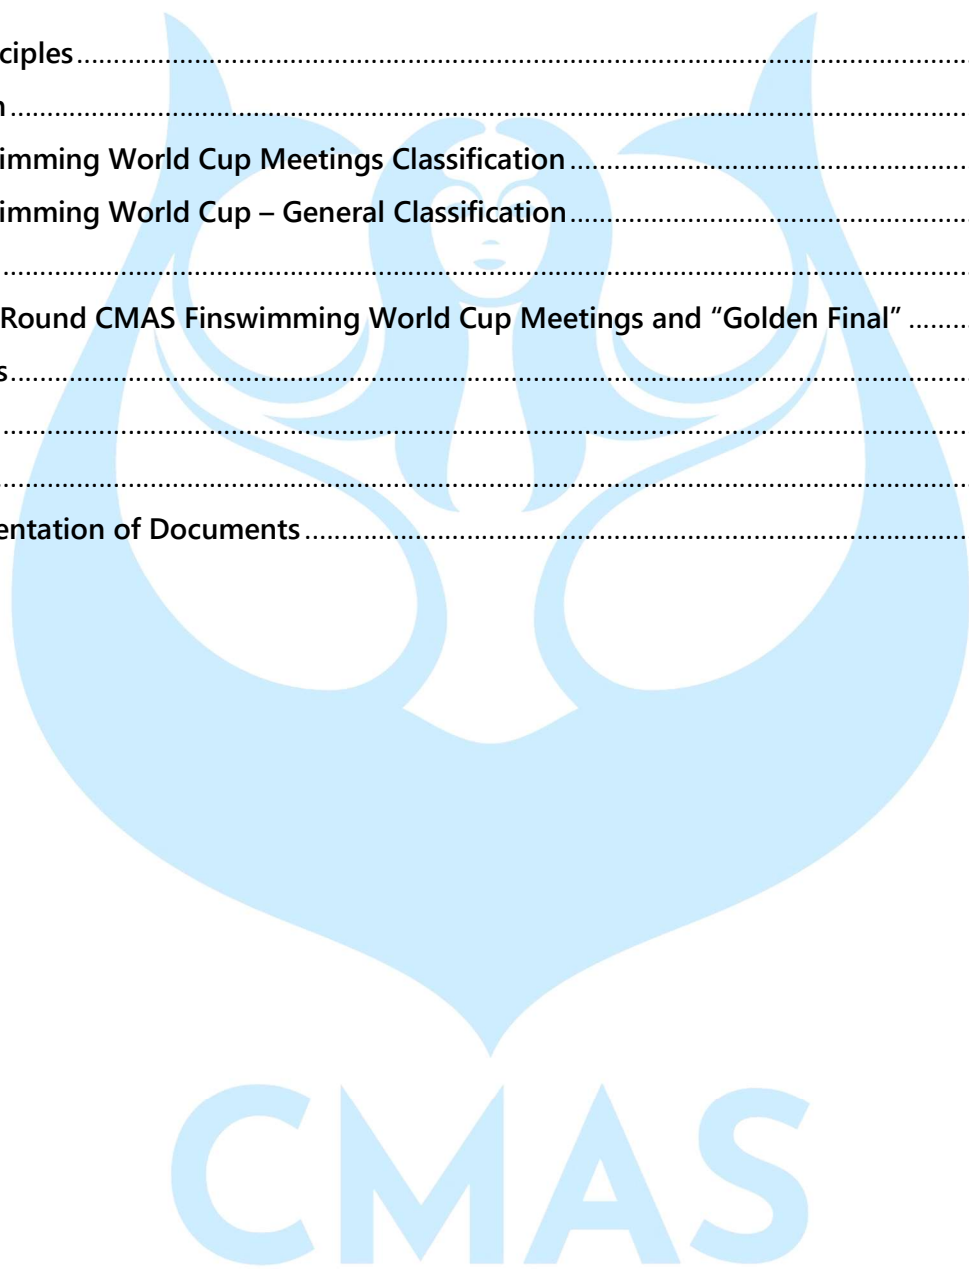 ciples
n
imming World Cup Meetings Classification
imming World Cup – General Classification
Round CMAS Finswimming World Cup Meetings and “Golden Final”
s
entation of Documents
CMAS